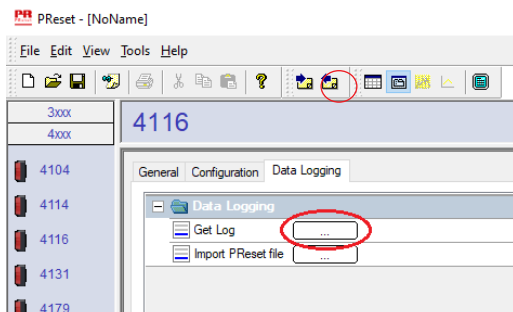 PR PReset - [NoName]
File Edit View Tools Help
3xxx
4xxx
4116
4104
4114
4116
4131
4179
General Configuration Data Logging
Data Logging
Get Log ...
Import PReset file ...